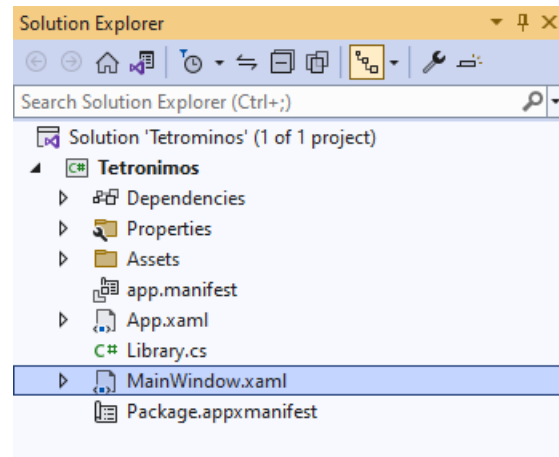 Solution Explorer
Search Solution Explorer (Ctrl+;)
Solution 'Tetrominos' (1 of 1 project)
C# Tetronimos
Dependencies
Properties
Assets
app.manifest
App.xaml
C# Library.cs
MainWindow.xaml
Package.appxmanifest